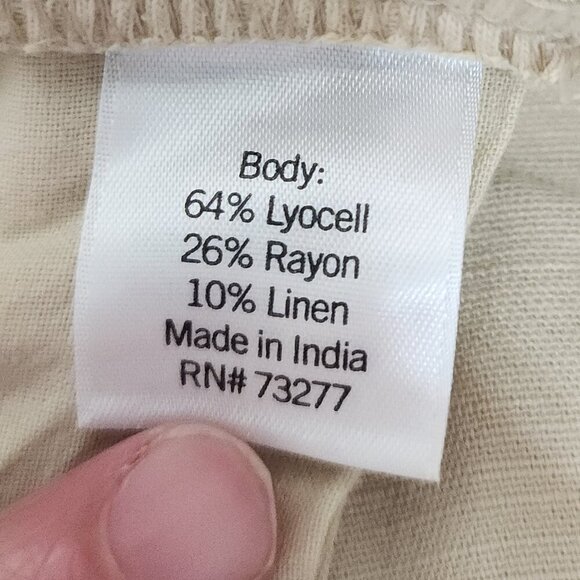 Body:
64% Lyocell
26% Rayon
10% Linen
Made in India
RN# 73277